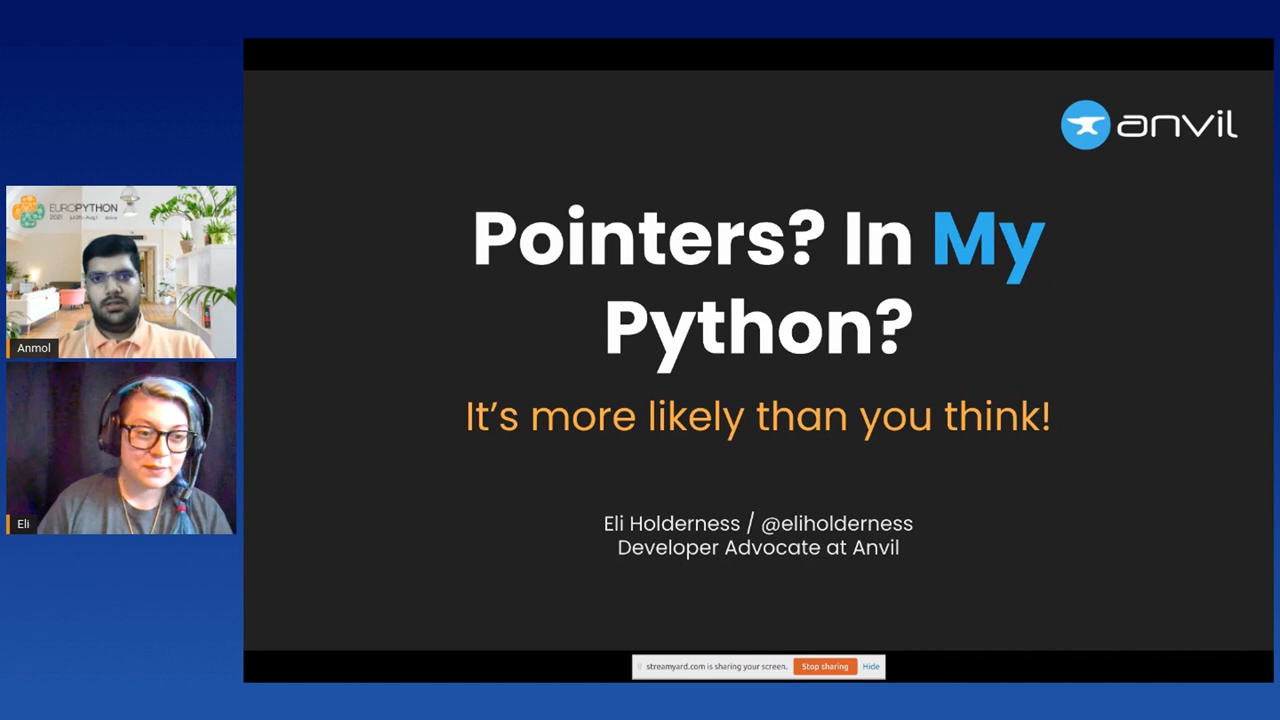 EUROPYTHON
2021
Anmol
Eli
anvil
Pointers? In My
Python?
It's more likely than you think!
Eli Holderness / @eliholderness
Developer Advocate at Anvil
streamyard.com is sharing your screen. Stop sharing Hide